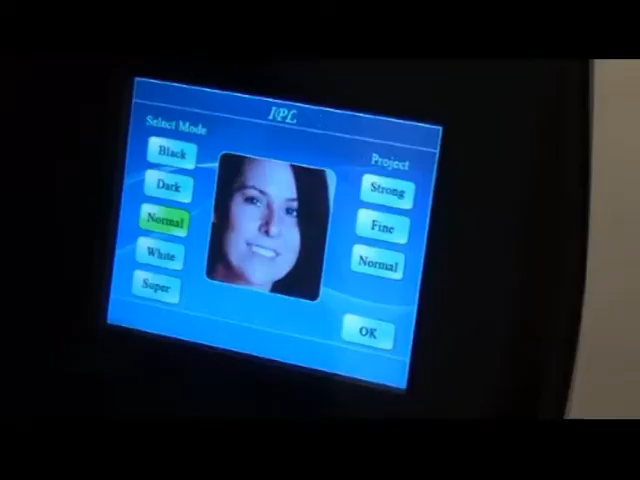 IPL
Select Mode
Black
Dark
Normal
White
Super
Project
Strong
Fine
Normal
OK